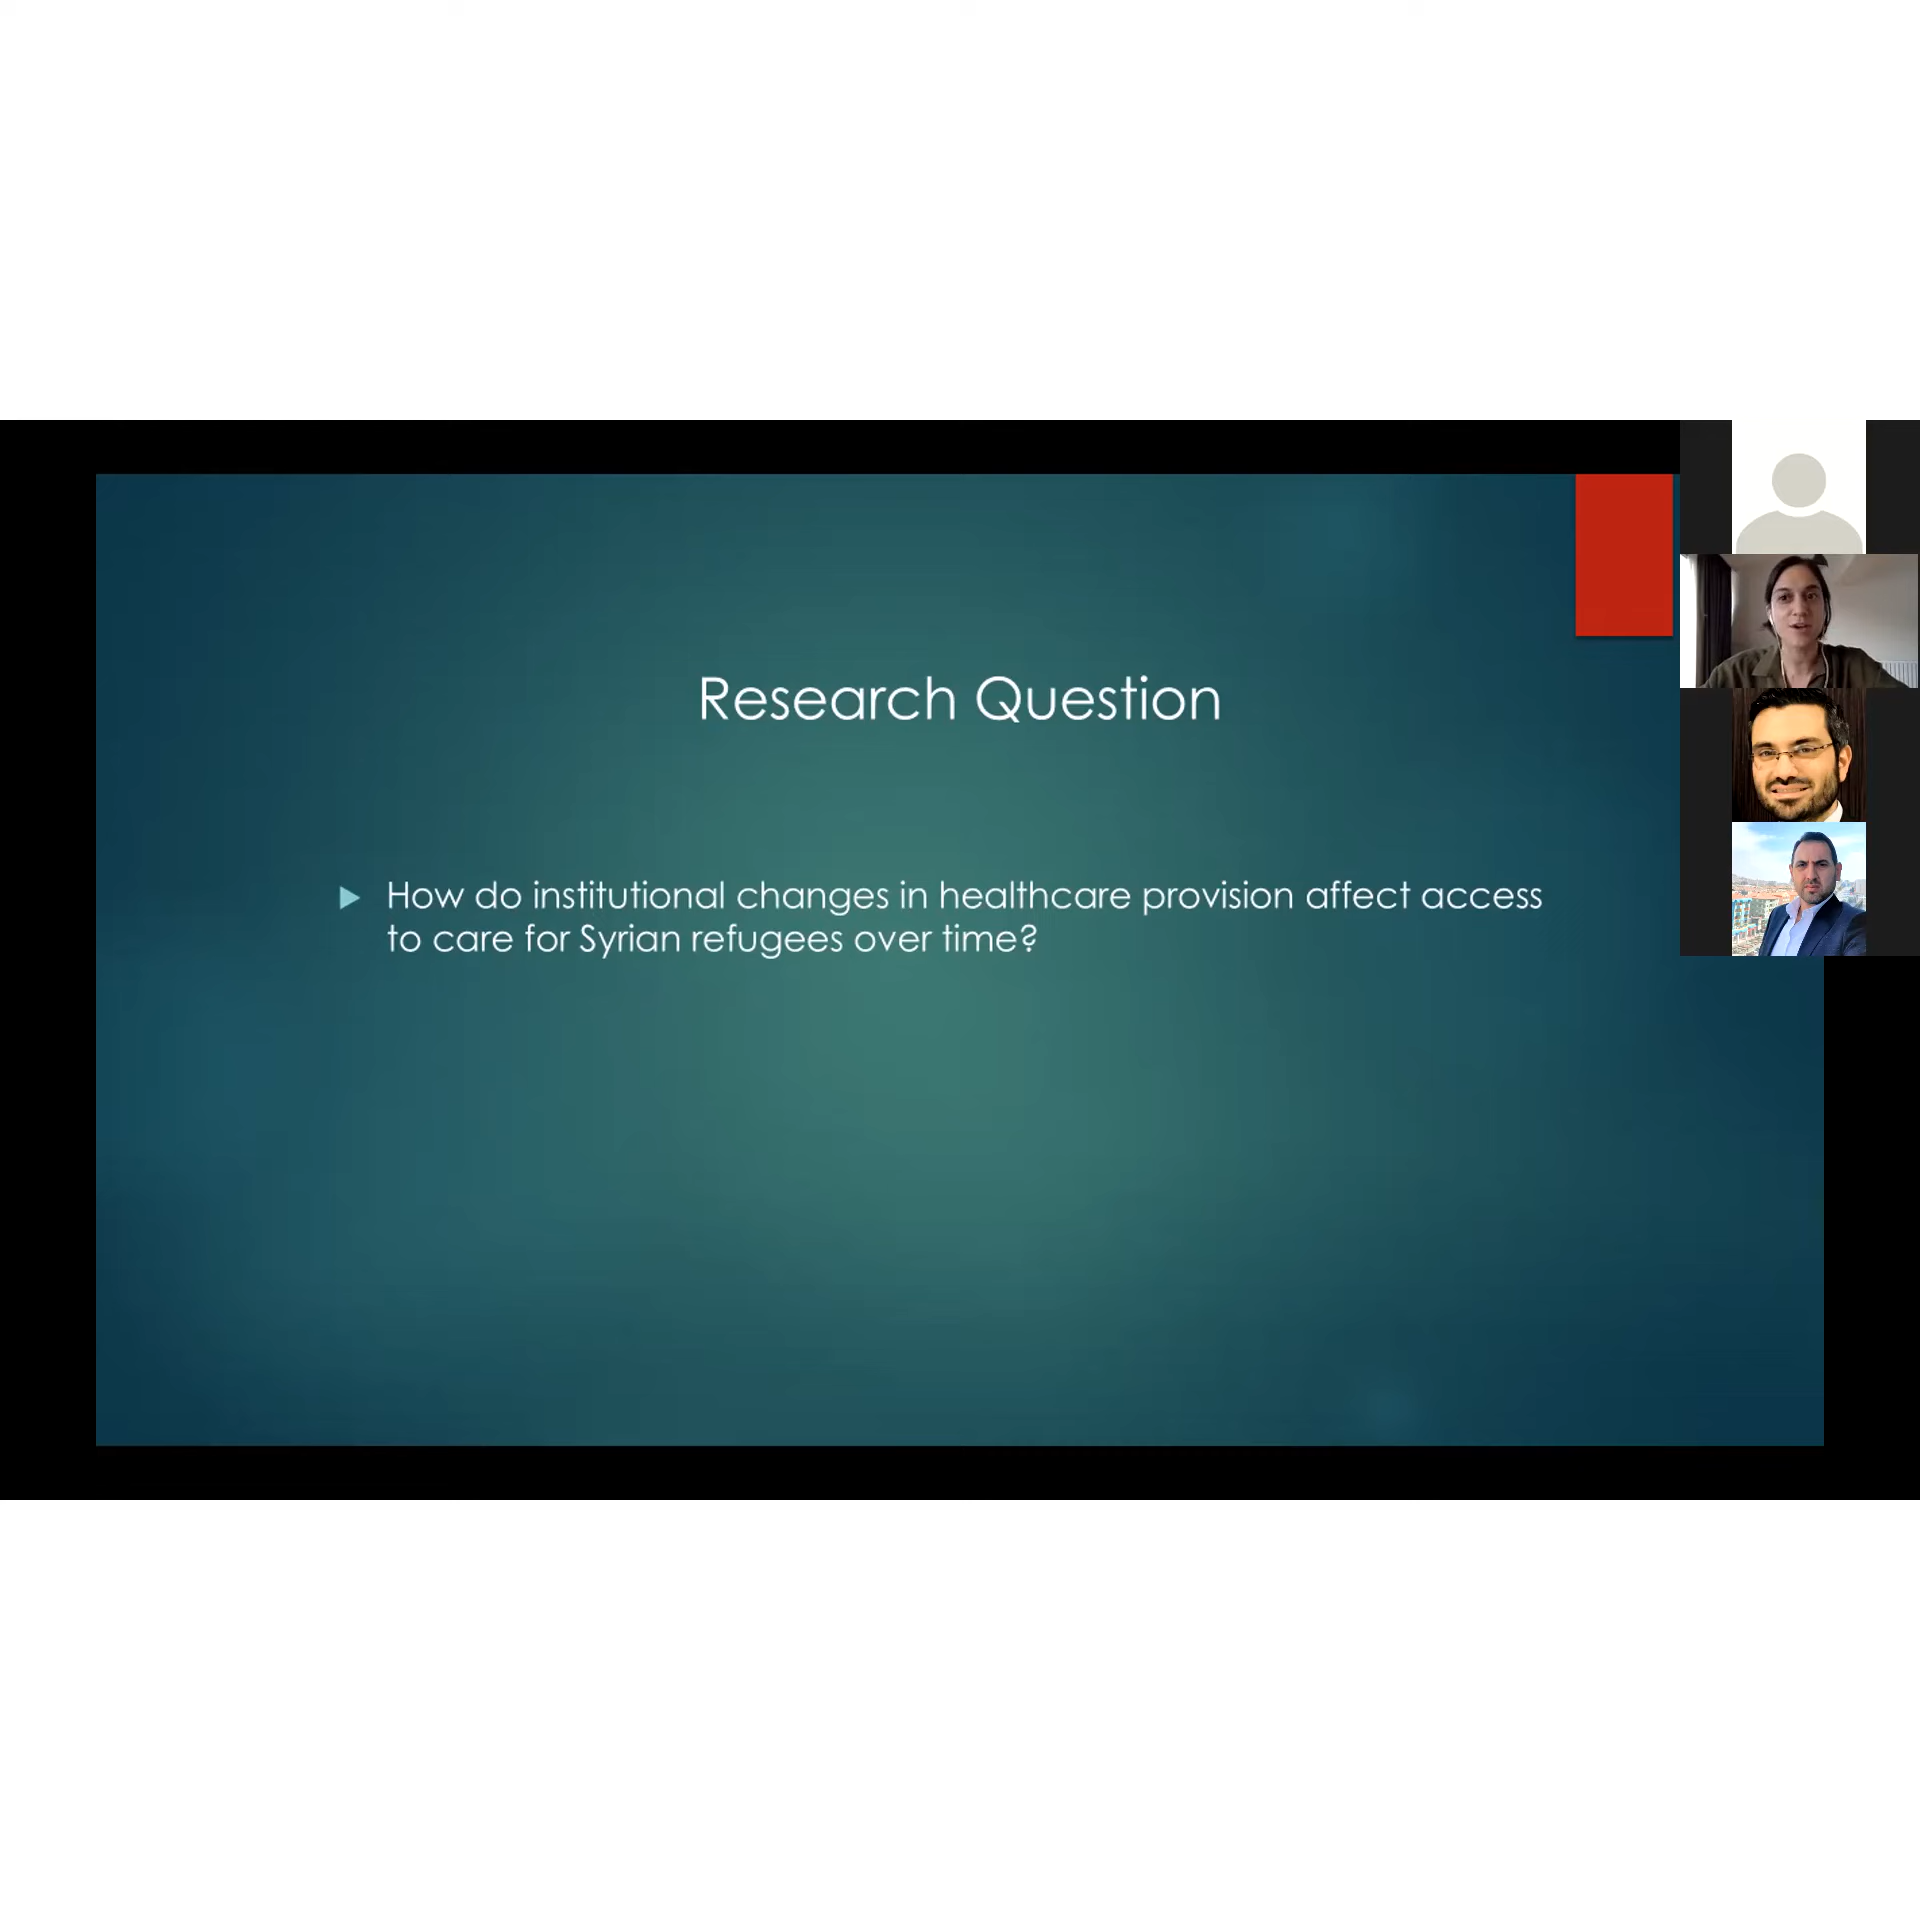 Research Question
How do institutional changes in healthcare provision affect access
to care for Syrian refugees over time?